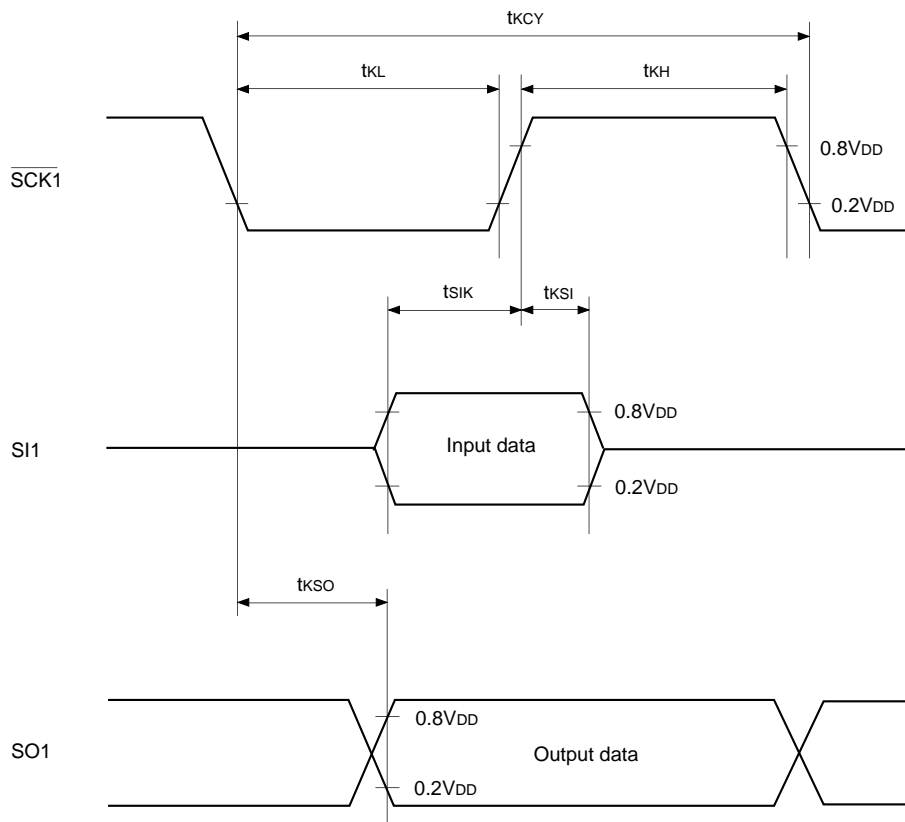 tKCY
tKL
tKH
0.8VDD
SCK1
0.2VDD
tSIK
tKSI
0.8VDD
SI1
Input data
0.2VDD
tKSO
0.8VDD
SO1
Output data
0.2VDD